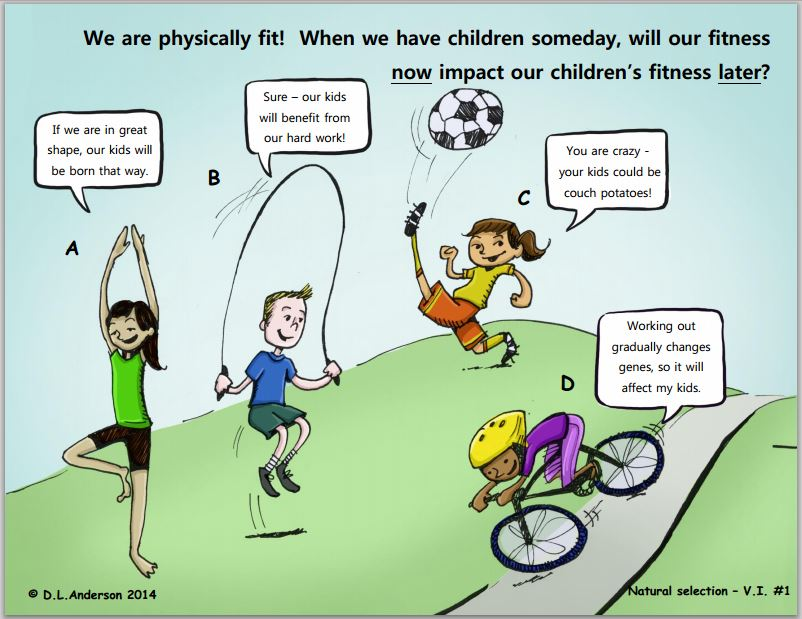 We are physically fit!  When we have children someday, will our fitness
now impact our children's fitness later?
If we are in great
shape, our kids will
be born that way.
A
Sure – our kids
will benefit from
our hard work!
B
You are crazy -
your kids could be
couch potatoes!
C
Working out
gradually changes
genes, so it will
affect my kids.
D
© D.L.Anderson 2014
Natural selection – V.I. #1